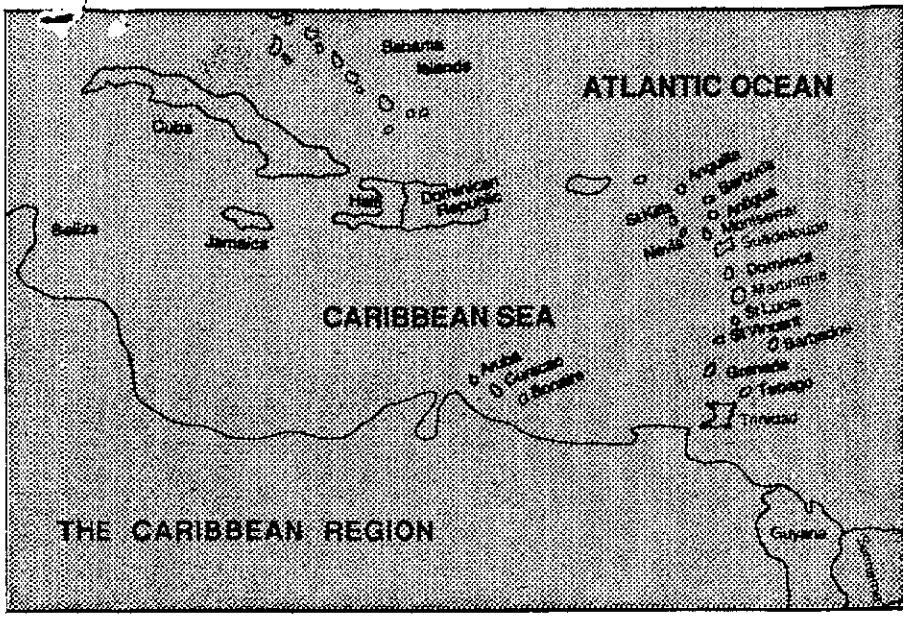 Bahama
Islands
ATLANTIC OCEAN
Cuba
Anguilla
Barbuda
Haiti
Dominican
Republic
St Kitts
Antigua
Belize
Jamaica
Nevis
Montserrat
Guadeloupe
Dominica
Martinique
CARIBBEAN SEA
St Lucia
St Vincent
Barbados
Aruba
Curacao
Bonaire
Grenada
Tobago
Trinidad
THE CARIBBEAN REGION
Guyana